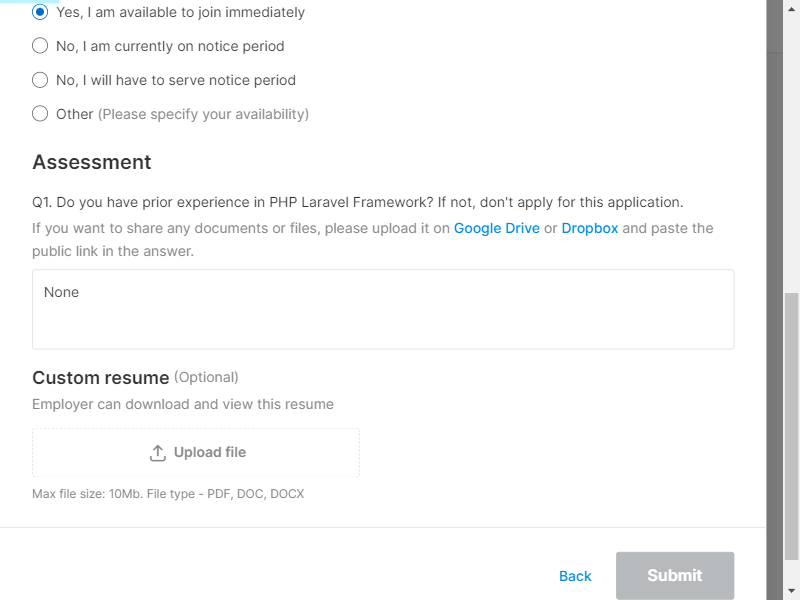 Yes, I am available to join immediately
No, I am currently on notice period
No, I will have to serve notice period
Other (Please specify your availability)
Assessment
Q1. Do you have prior experience in PHP Laravel Framework? If not, don't apply for this application.
If you want to share any documents or files, please upload it on Google Drive or Dropbox and paste the
public link in the answer.
None
Custom resume (Optional)
Employer can download and view this resume
Upload file
Max file size: 10Mb. File type - PDF, DOC, DOCX
Back
Submit